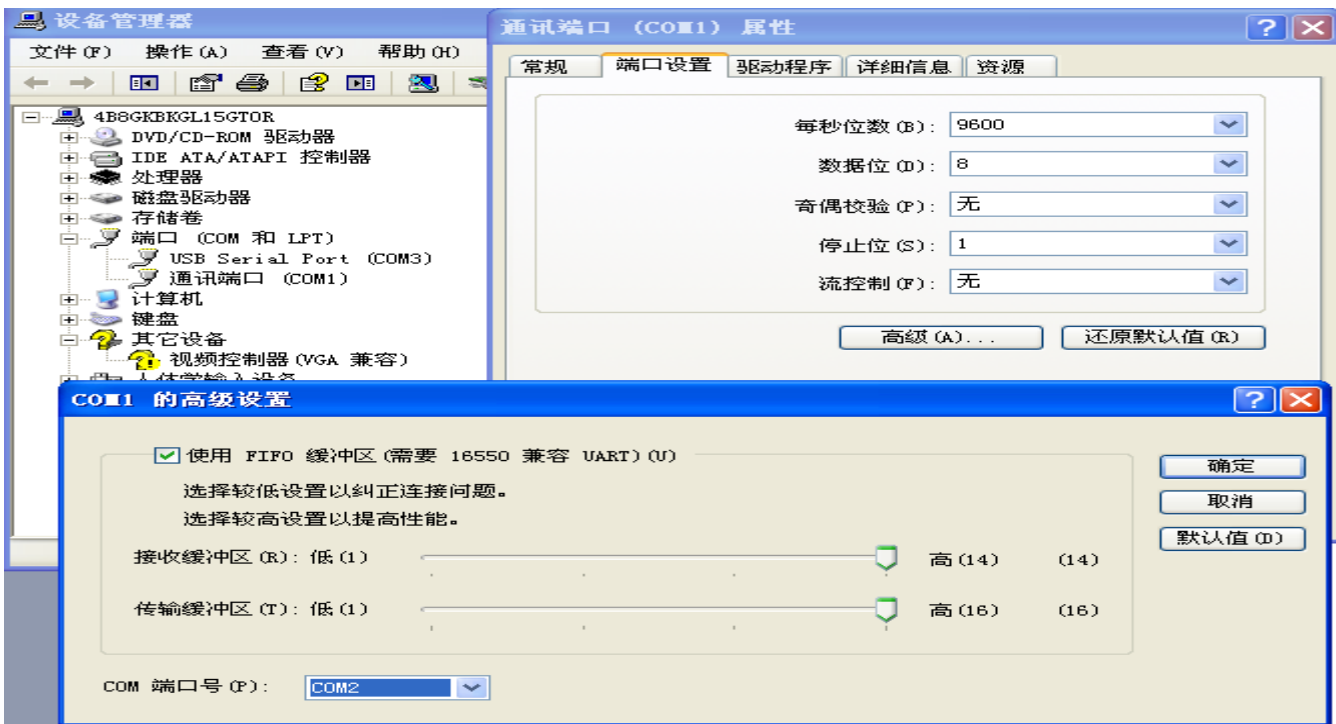 设备管理器
文件(F) 操作(A) 查看(V) 帮助(H)
4B8GKBKGL15GTOR
DVD/CD-ROM 驱动器
IDE ATA/ATAPI 控制器
处理器
磁盘驱动器
存储卷
端口 (COM 和 LPT)
USB Serial Port (COM3)
通讯端口 (COM1)
计算机
键盘
其它设备
视频控制器(VGA 兼容)
人体学输入设备
通讯端口 (COM1) 属性
常规 端口设置 驱动程序 详细信息 资源
每秒位数(B): 9600
数据位(D): 8
奇偶校验(P): 无
停止位(S): 1
流控制(F): 无
高级(A)... 还原默认值(R)
COM1 的高级设置
使用 FIFO 缓冲区(需要 16550 兼容 UART)(U)
选择较低设置以纠正连接问题。
选择较高设置以提高性能。
接收缓冲区(R): 低(1) 高(14) (14)
传输缓冲区(T): 低(1) 高(16) (16)
COM 端口号(P): COM2
确定
取消
默认值(D)